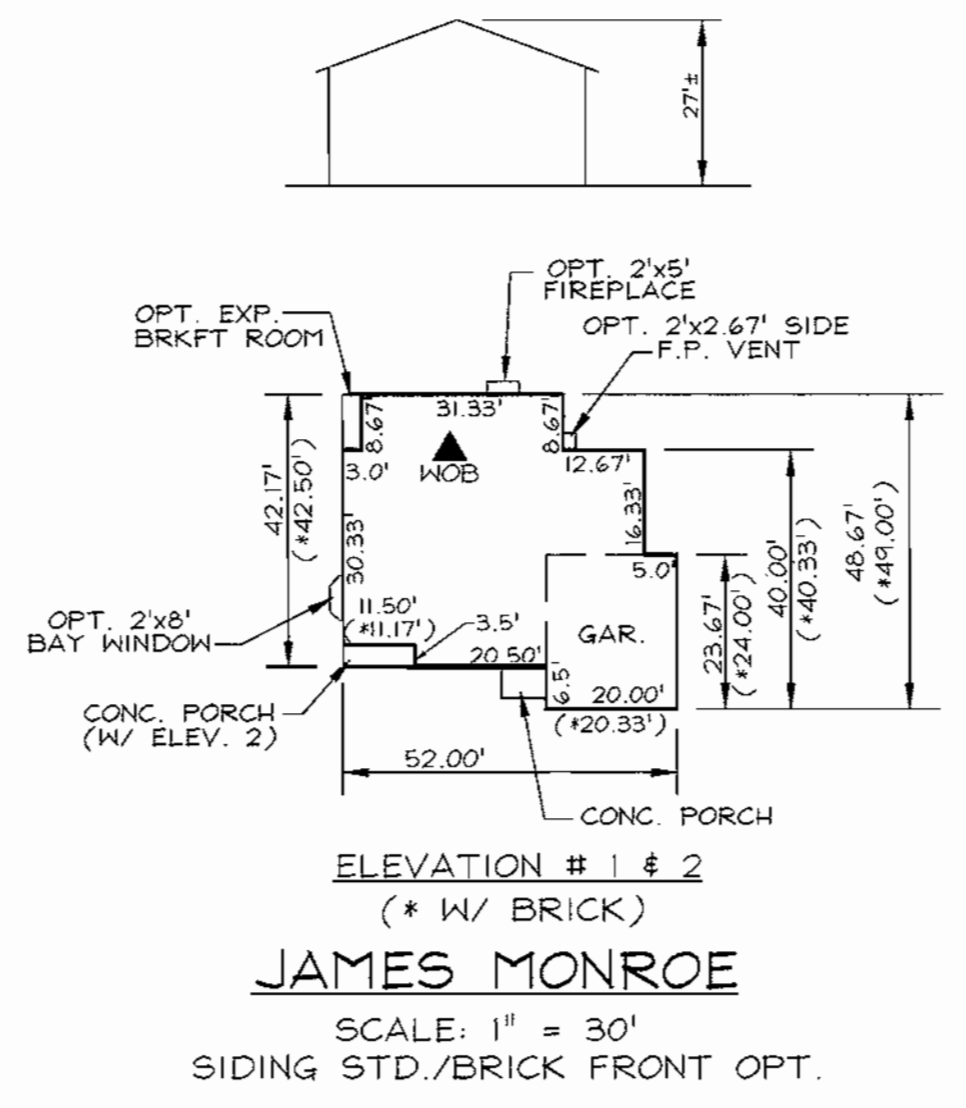 27'±
OPT. 2'x5'
FIREPLACE
OPT. EXP.
BRKFT ROOM
OPT. 2'x2.67' SIDE
F.P. VENT
31.33'
8.67'
8.67'
3.0'
WOB
12.67'
42.17'
(*42.50')
16.33'
30.33'
5.0'
48.67'
(*49.00')
40.00'
(*40.33')
23.67'
(*24.00')
OPT. 2'x8'
BAY WINDOW
11.50'
(*11.17')
3.5'
GAR.
20.50'
6.5'
20.00'
(*20.33')
CONC. PORCH
(W/ ELEV. 2)
52.00'
CONC. PORCH
ELEVATION # 1 & 2
(* W/ BRICK)
JAMES MONROE
SCALE: 1" = 30'
SIDING STD./BRICK FRONT OPT.